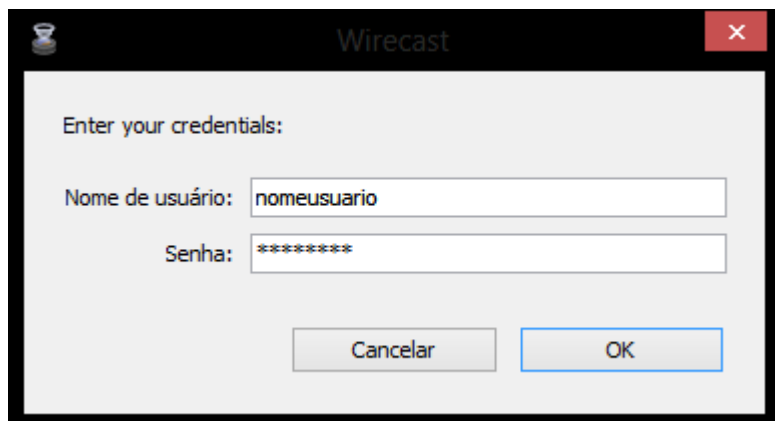 Wirecast
Enter your credentials:
Nome de usuário: nomeusuario
Senha: ********
Cancelar OK